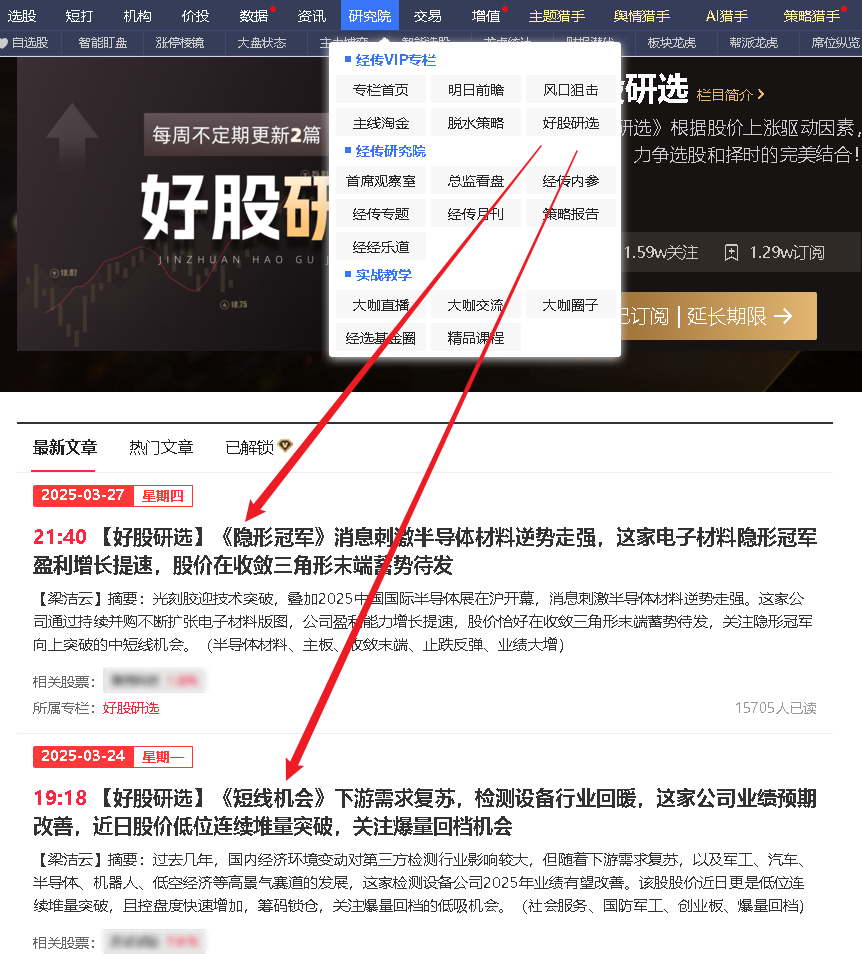 选股 短打 机构 价投 数据 资讯 研究院 交易 增值 主题猎手 舆情猎手 AI猎手 策略猎手
自选股 智能盯盘 涨停棱镜 大盘状态 板块龙虎 帮派龙虎 席位纵览
经传VIP专栏
专栏首页 明日前瞻 风口狙击
主线淘金 脱水策略 好股研选
经传研究院
首席观察室 总监看盘 经传内参
经传专题 经传月刊 策略报告
经经乐道
实战教学
大咖直播 大咖交流 大咖圈子
经选基金圈 精品课程
每周不定期更新2篇
好股研
JINZHUAN HAO GU J
18.87
18.75
研选 栏目简介
研选》根据股价上涨驱动因素,
力争选股和择时的完美结合!
1.59w关注 1.29w订阅
已订阅 | 延长期限
最新文章 热门文章 已解锁
2025-03-27 星期四
21:40 【好股研选】《隐形冠军》消息刺激半导体材料逆势走强，这家电子材料隐形冠军
盈利增长提速，股价在收敛三角形末端蓄势待发
【梁洁云】摘要：光刻胶迎技术突破，叠加2025中国国际半导体展在沪开幕，消息刺激半导体材料逆势走强。这家公
司通过持续并购不断扩张电子材料版图，公司盈利能力增长提速，股价恰好在收敛三角形末端蓄势待发，关注隐形冠军
向上突破的中短线机会。（半导体材料、主板、收敛末端、止跌反弹、业绩大增）
相关股票：
所属专栏：好股研选 15705人已读
2025-03-24 星期一
19:18 【好股研选】《短线机会》下游需求复苏，检测设备行业回暖，这家公司业绩预期
改善，近日股价低位连续堆量突破，关注爆量回档机会
【梁洁云】摘要：过去几年，国内经济环境变动对第三方检测行业影响较大，但随着下游需求复苏，以及军工、汽车、
半导体、机器人、低空经济等高景气赛道的发展，这家检测设备公司2025年业绩有望改善。该股股价近日更是低位连
续堆量突破，且控盘度快速增加，筹码锁仓，关注爆量回档的低吸机会。（社会服务、国防军工、创业板、爆量回档）
相关股票：